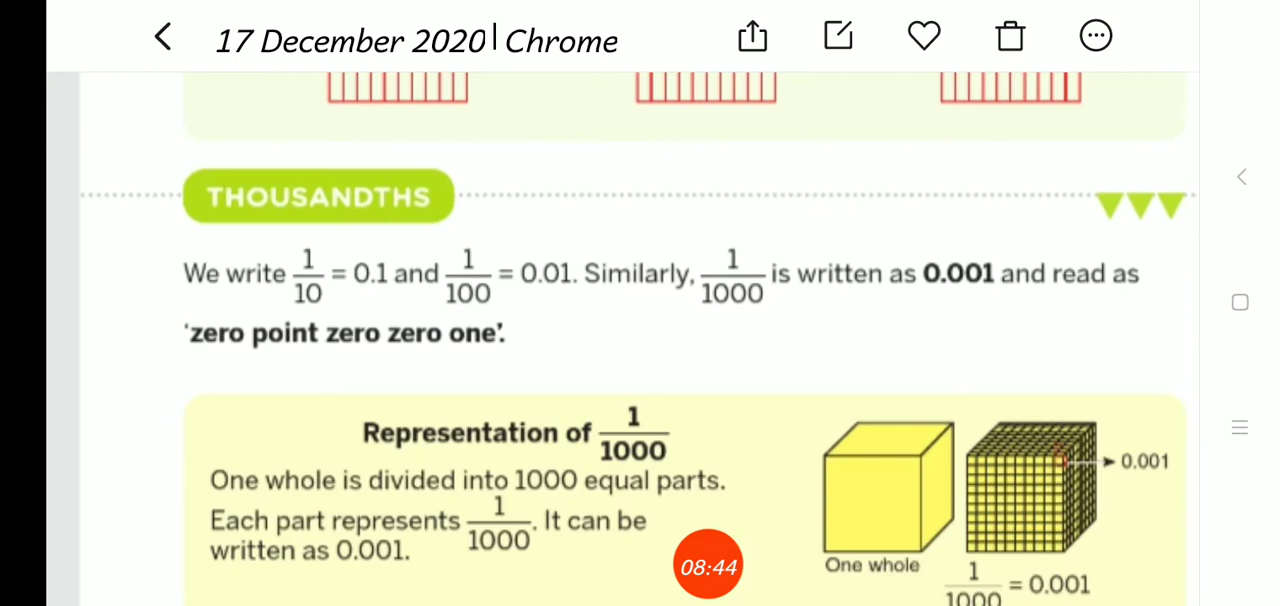 17 December 2020 | Chrome
THOUSANDTHS
We write 1/10 = 0.1 and 1/100 = 0.01. Similarly, 1/1000 is written as 0.001 and read as
'zero point zero zero one'.
Representation of 1/1000
One whole is divided into 1000 equal parts.
Each part represents 1/1000. It can be
written as 0.001.
0.001
One whole
1/1000 = 0.001
08:44